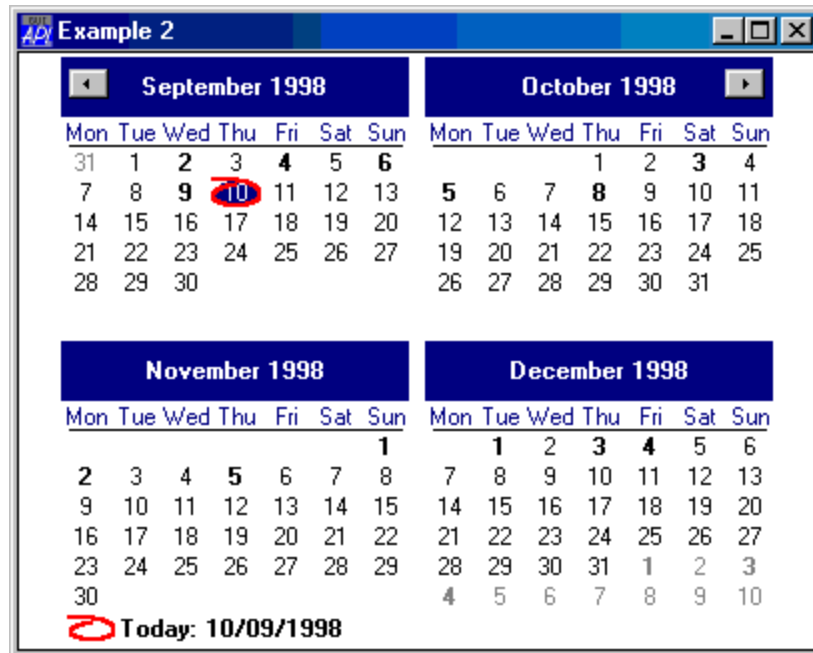 GUI API Example 2
September 1998
Mon Tue Wed Thu Fri Sat Sun
31 1 2 3 4 5 6
7 8 9 10 11 12 13
14 15 16 17 18 19 20
21 22 23 24 25 26 27
28 29 30
October 1998
Mon Tue Wed Thu Fri Sat Sun
1 2 3 4
5 6 7 8 9 10 11
12 13 14 15 16 17 18
19 20 21 22 23 24 25
26 27 28 29 30 31
November 1998
Mon Tue Wed Thu Fri Sat Sun
1
2 3 4 5 6 7 8
9 10 11 12 13 14 15
16 17 18 19 20 21 22
23 24 25 26 27 28 29
30
December 1998
Mon Tue Wed Thu Fri Sat Sun
1 2 3 4 5 6
7 8 9 10 11 12 13
14 15 16 17 18 19 20
21 22 23 24 25 26 27
28 29 30 31 1 2 3
4 5 6 7 8 9 10
Today: 10/09/1998